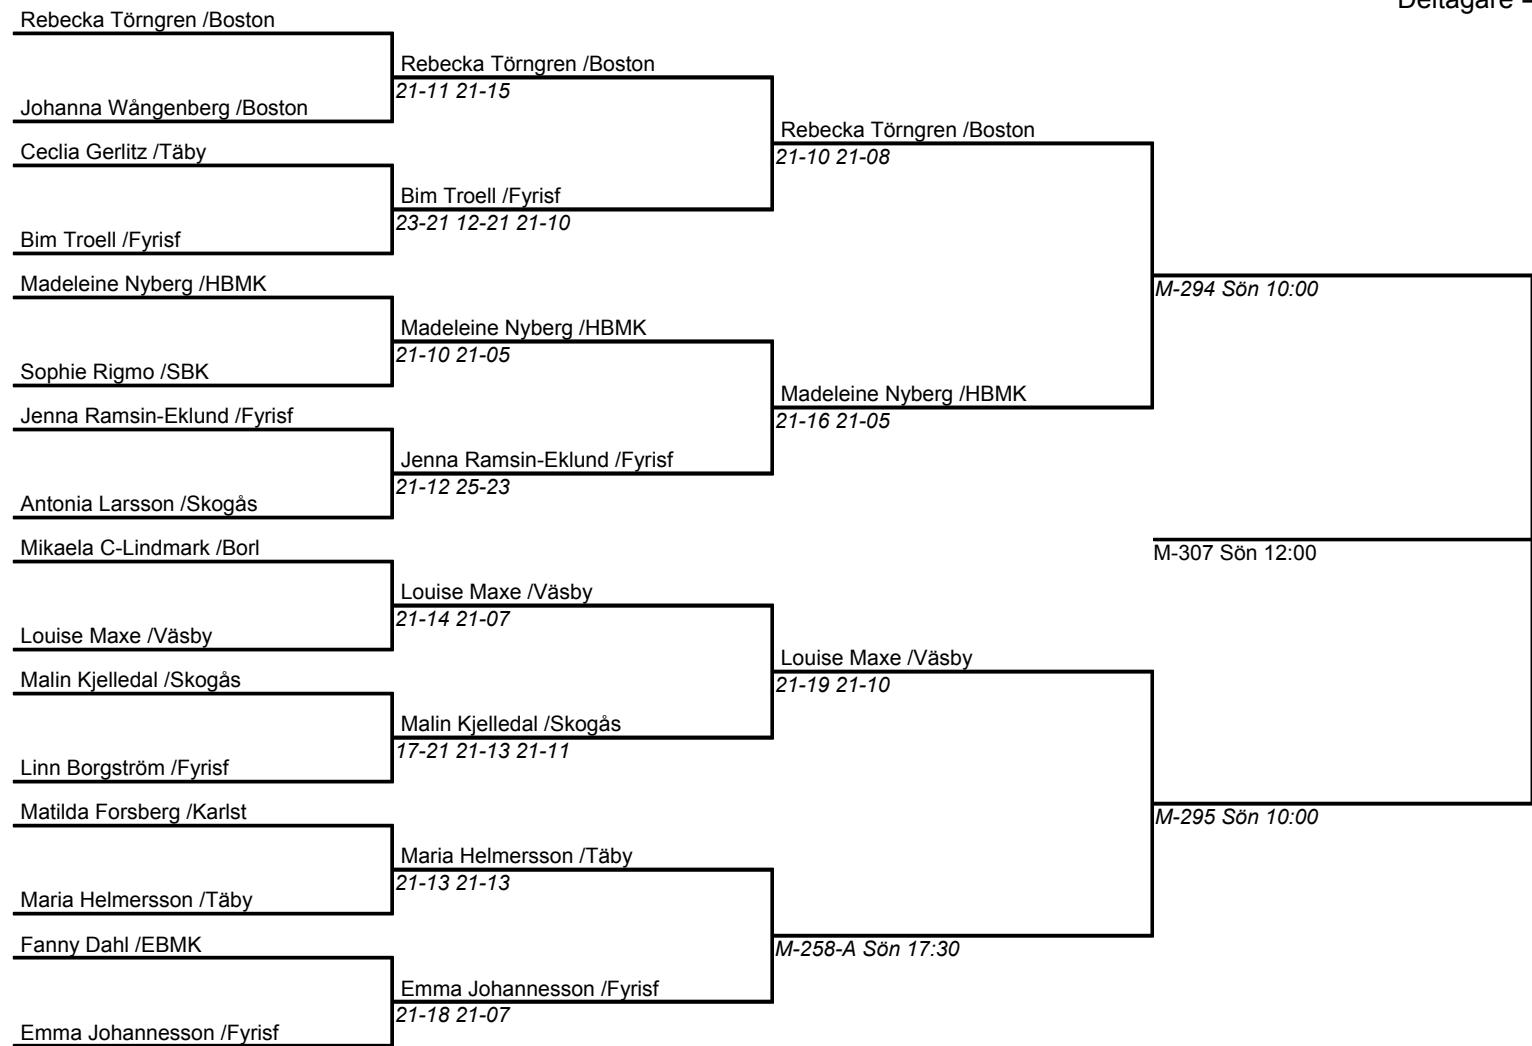 Deltagare
Rebecka Törngren /Boston
Rebecka Törngren /Boston
21-11 21-15
Johanna Wångenberg /Boston
Rebecka Törngren /Boston
21-10 21-08
Ceclia Gerlitz /Täby
Bim Troell /Fyrisf
23-21 12-21 21-10
Bim Troell /Fyrisf
Madeleine Nyberg /HBMK
M-294 Sön 10:00
Madeleine Nyberg /HBMK
21-10 21-05
Sophie Rigmo /SBK
Madeleine Nyberg /HBMK
21-16 21-05
Jenna Ramsin-Eklund /Fyrisf
Jenna Ramsin-Eklund /Fyrisf
21-12 25-23
Antonia Larsson /Skogås
Mikaela C-Lindmark /Borl
M-307 Sön 12:00
Louise Maxe /Väsby
21-14 21-07
Louise Maxe /Väsby
Louise Maxe /Väsby
21-19 21-10
Malin Kjelledal /Skogås
Malin Kjelledal /Skogås
17-21 21-13 21-11
Linn Borgström /Fyrisf
Matilda Forsberg /Karlst
M-295 Sön 10:00
Maria Helmersson /Täby
21-13 21-13
Maria Helmersson /Täby
Fanny Dahl /EBMK
M-258-A Sön 17:30
Emma Johannesson /Fyrisf
21-18 21-07
Emma Johannesson /Fyrisf